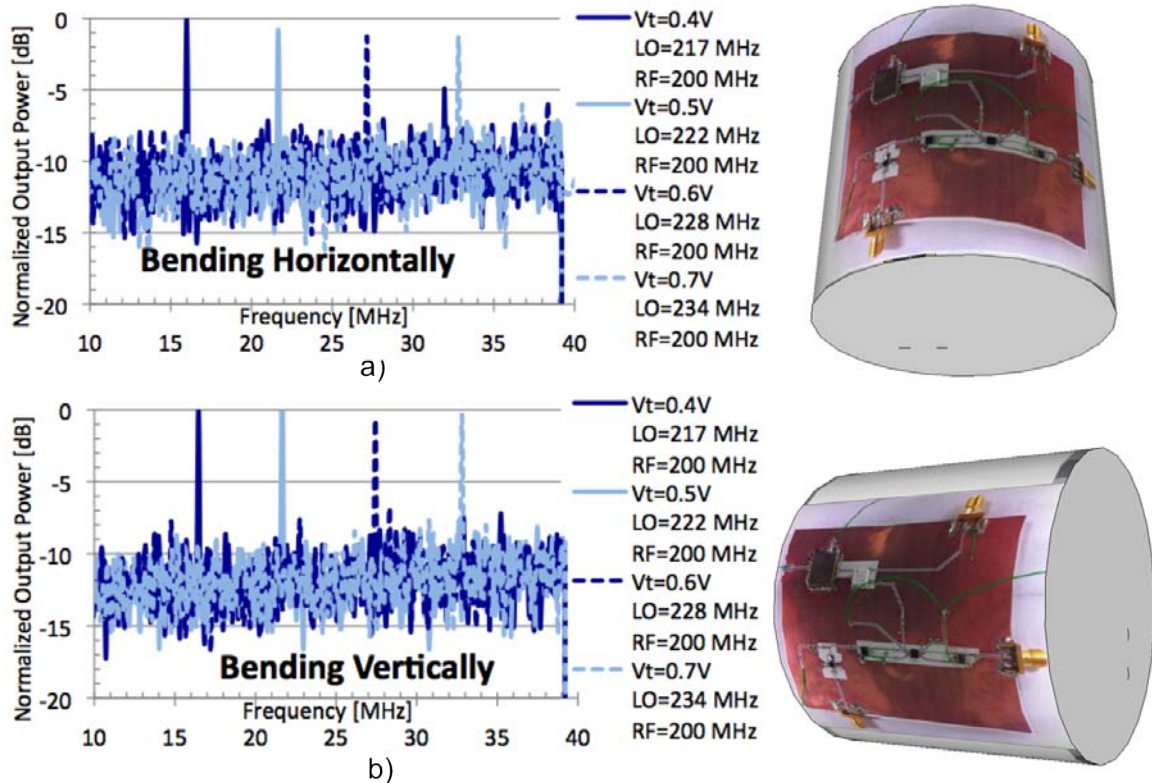 Normalized Output Power [dB]
0
-5
-10
-15
-20
Bending Horizontally
Frequency [MHz]
10 15 20 25 30 35 40
Vt=0.4V
LO=217 MHz
RF=200 MHz
Vt=0.5V
LO=222 MHz
RF=200 MHz
Vt=0.6V
LO=228 MHz
RF=200 MHz
Vt=0.7V
LO=234 MHz
RF=200 MHz
a)
Normalized Output Power [dB]
0
-5
-10
-15
-20
Bending Vertically
Frequency [MHz]
10 15 20 25 30 35 40
Vt=0.4V
LO=217 MHz
RF=200 MHz
Vt=0.5V
LO=222 MHz
RF=200 MHz
Vt=0.6V
LO=228 MHz
RF=200 MHz
Vt=0.7V
LO=234 MHz
RF=200 MHz
b)